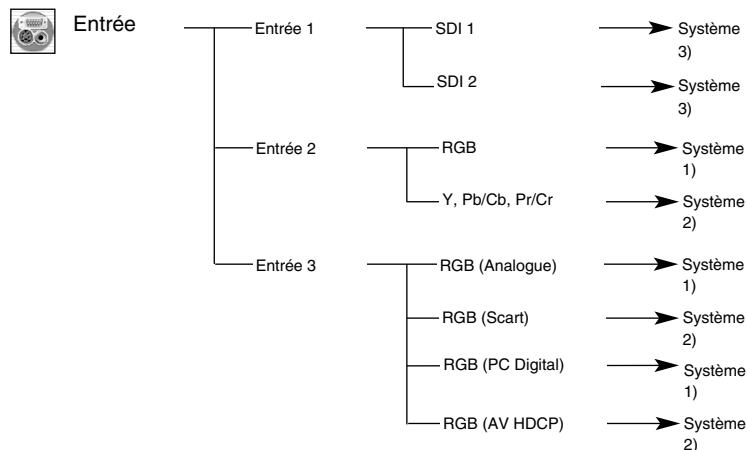 Entrée
Entrée 1
SDI 1
Système
3)
SDI 2
Système
3)
Entrée 2
RGB
Système
1)
Y, Pb/Cb, Pr/Cr
Système
2)
Entrée 3
RGB (Analogue)
Système
1)
RGB (Scart)
Système
2)
RGB (PC Digital)
Système
1)
RGB (AV HDCP)
Système
2)